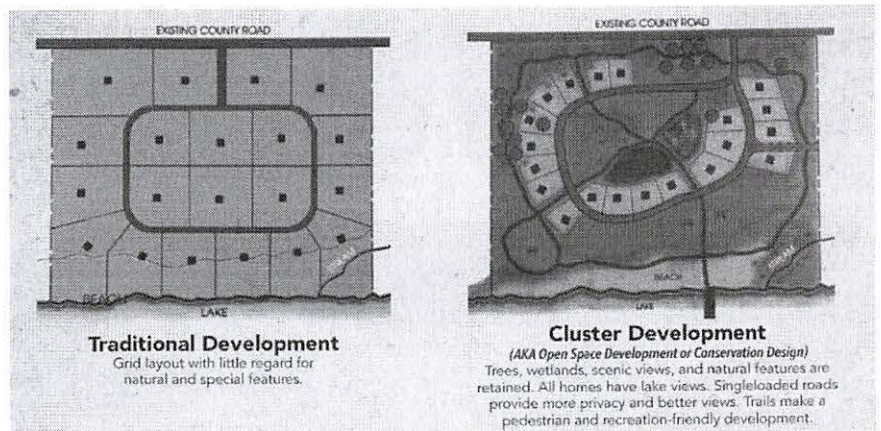 EXISTING COUNTY ROAD
STREAM
BEACH
LAKE
Traditional Development
Grid layout with little regard for
natural and special features.
EXISTING COUNTY ROAD
STREAM
BEACH
LAKE
Cluster Development
(AKA Open Space Development or Conservation Design)
Trees, wetlands, scenic views, and natural features are
retained. All homes have lake views. Singleloaded roads
provide more privacy and better views. Trails make a
pedestrian and recreation-friendly development.